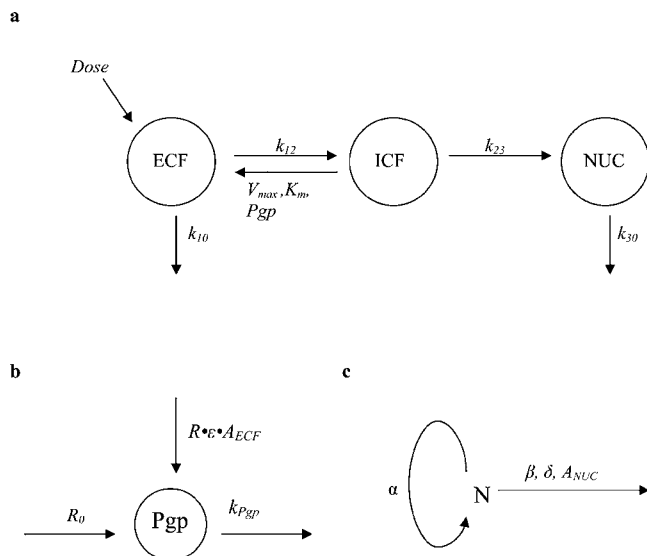 a
Dose
ECF
k12
Vmax,Km,
Pgp
ICF
k23
NUC
k10
k30
b
R•ε•AECF
R0
Pgp
kPgp
c
α
N
β, δ, ANUC